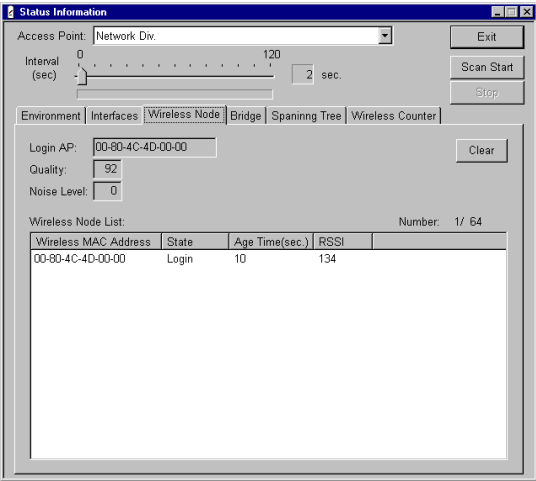 Status Information
Access Point: Network Div.
Exit
Interval (sec)
0
120
2 sec.
Scan Start
Stop
Environment Interfaces Wireless Node Bridge Spaninng Tree Wireless Counter
Login AP: 00-80-4C-4D-00-00
Clear
Quality: 92
Noise Level: 0
Wireless Node List:
Number: 1/ 64
Wireless MAC Address State Age Time(sec.) RSSI
00-80-4C-4D-00-00 Login 10 134